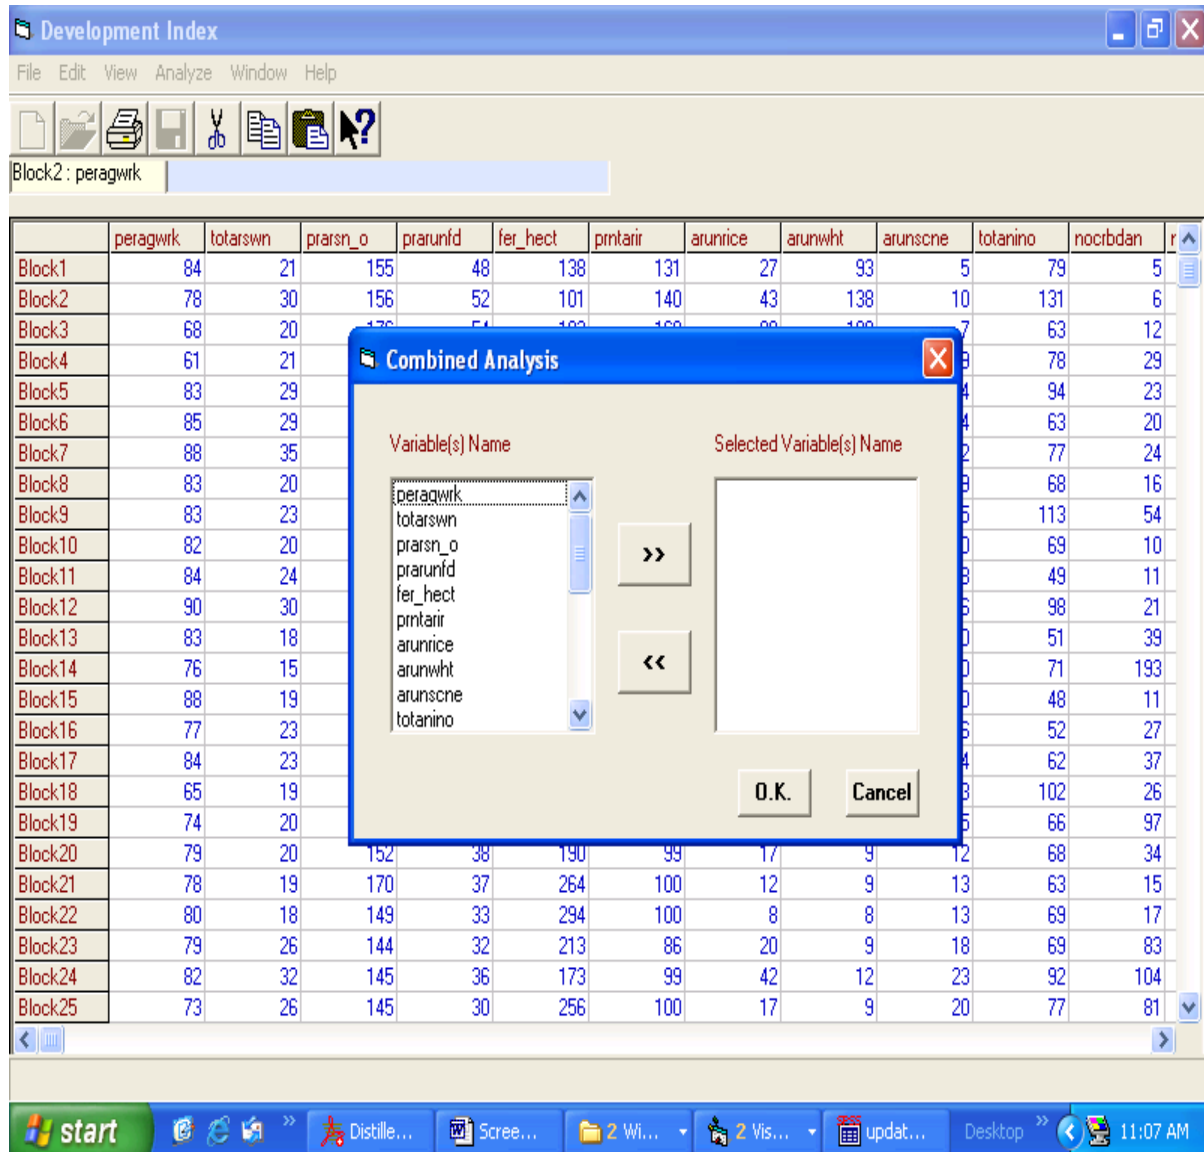 Development Index
File Edit View Analyze Window Help
Block2 : peragwrk
peragwrk totarswn prarsn_o prarunfd fer_hect prntarir arunrice arunwht arunscne totanino nocrbdan
Block1 84 21 155 48 138 131 27 93 5 79 5
Block2 78 30 156 52 101 140 43 138 10 131 6
Block3 68 20 7 63 12
Block4 61 21 78 29
Block5 83 29 94 23
Block6 85 29 63 20
Block7 88 35 77 24
Block8 83 20 68 16
Block9 83 23 113 54
Block10 82 20 69 10
Block11 84 24 49 11
Block12 90 30 98 21
Block13 83 18 51 39
Block14 76 15 71 193
Block15 88 19 48 11
Block16 77 23 52 27
Block17 84 23 62 37
Block18 65 19 102 26
Block19 74 20 66 97
Block20 79 20 152 38 190 99 17 9 12 68 34
Block21 78 19 170 37 264 100 12 9 13 63 15
Block22 80 18 149 33 294 100 8 8 13 69 17
Block23 79 26 144 32 213 86 20 9 18 69 83
Block24 82 32 145 36 173 99 42 12 23 92 104
Block25 73 26 145 30 256 100 17 9 20 77 81
Combined Analysis
Variable(s) Name
Selected Variable(s) Name
peragwrk
totarswn
prarsn_o
prarunfd
fer_hect
prntarir
arunrice
arunwht
arunscne
totanino
>>
<<
O.K.
Cancel
start Distille... Scree... 2 Wi... 2 Vis... updat... Desktop 11:07 AM